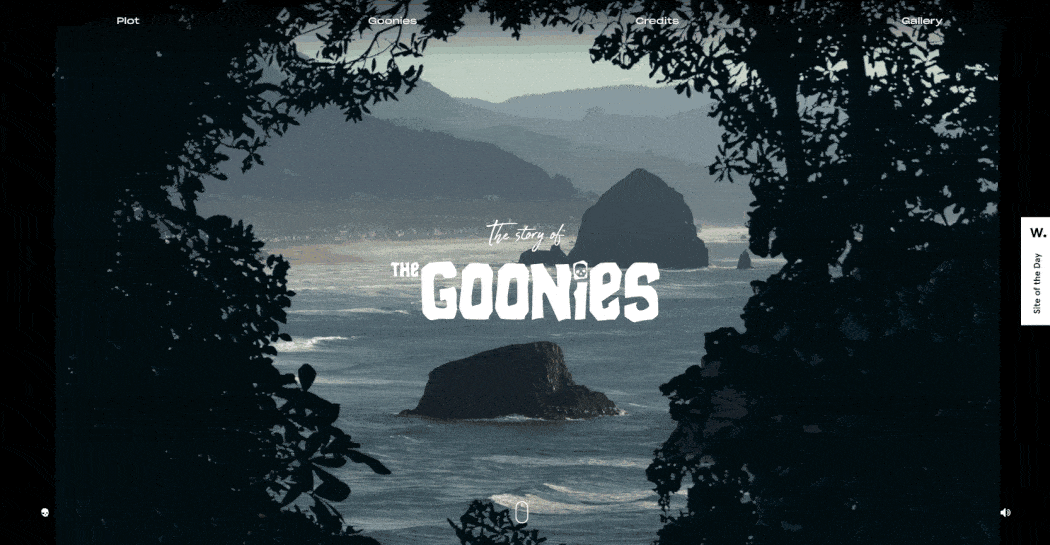 Plot
Goonies
Credits
Gallery
the story of
THE GOONiES
W.
Site of the Day